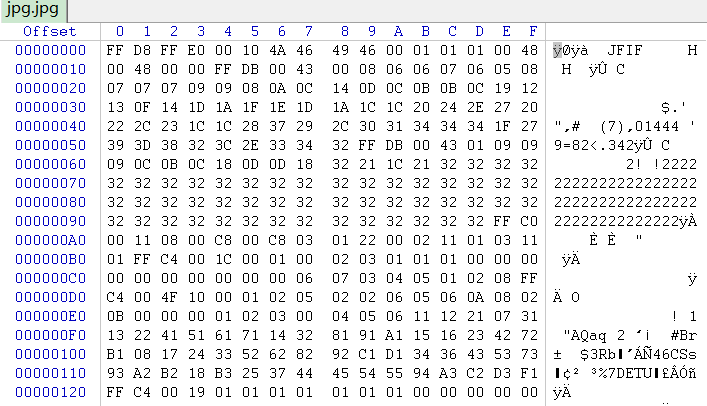 jpg.jpg
Offset 0 1 2 3 4 5 6 7 8 9 A B C D E F
00000000 FF D8 FF E0 00 10 4A 46 49 46 00 01 01 01 00 48 ÿØÿà JFIF H
00000010 00 48 00 00 FF DB 00 43 00 08 06 06 07 06 05 08 H ÿÛ C
00000020 07 07 07 09 09 08 0A 0C 14 0D 0C 0B 0B 0C 19 12
00000030 13 0F 14 1D 1A 1F 1E 1D 1A 1C 1C 20 24 2E 27 20 $.'
00000040 22 2C 23 1C 1C 28 37 29 2C 30 31 34 34 34 1F 27 ",# (7),01444 '
00000050 39 3D 38 32 3C 2E 33 34 32 FF DB 00 43 01 09 09 9=82<.342ÿÛ C
00000060 09 0C 0B 0C 18 0D 0D 18 32 21 1C 21 32 32 32 32 2! !2222
00000070 32 32 32 32 32 32 32 32 32 32 32 32 32 32 32 32 2222222222222222
00000080 32 32 32 32 32 32 32 32 32 32 32 32 32 32 32 32 2222222222222222
00000090 32 32 32 32 32 32 32 32 32 32 32 32 32 32 FF C0 22222222222222ÿÀ
000000A0 00 11 08 00 C8 00 C8 03 01 22 00 02 11 01 03 11 È È "
000000B0 01 FF C4 00 1C 00 01 00 02 03 01 01 01 00 00 00 ÿÄ
000000C0 00 00 00 00 00 00 06 07 03 04 05 01 02 08 FF ÿ
000000D0 C4 00 4F 10 00 01 02 05 02 02 06 05 06 0A 08 02 Ä O
000000E0 0B 00 00 00 01 02 03 00 04 05 06 11 12 21 07 31 ! 1
000000F0 13 22 41 51 61 71 14 32 81 91 A1 15 16 23 42 72 "AQaq 2 ‘¡ #Br
00000100 B1 08 17 24 33 52 62 82 92 C1 D1 34 36 43 53 73 ± $3Rb ’ÁÑ46CSs
00000110 93 A2 B2 18 B3 25 37 44 45 54 55 94 A3 C2 D3 F1 ¢² ³%7DETU £ÂÓñ
00000120 FF C4 00 19 01 01 01 01 01 01 01 00 00 00 00 ÿÄ